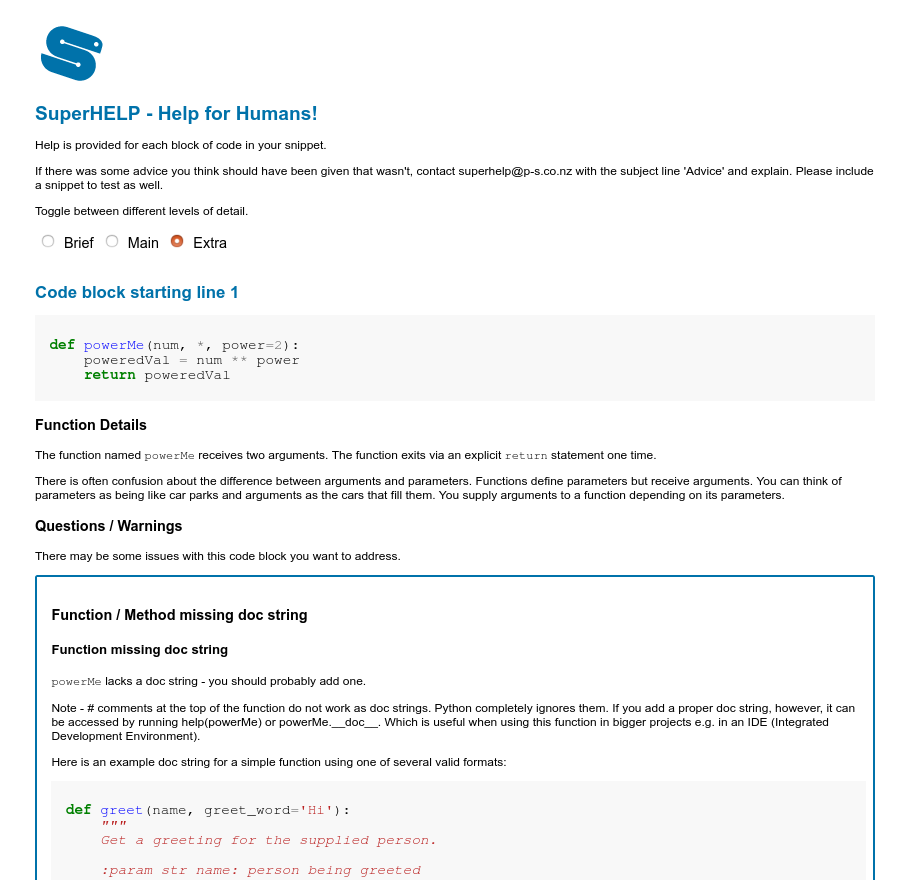 SuperHELP - Help for Humans!
Help is provided for each block of code in your snippet.
If there was some advice you think should have been given that wasn't, contact superhelp@p-s.co.nz with the subject line 'Advice' and explain. Please include
a snippet to test as well.
Toggle between different levels of detail.
Brief Main Extra
Code block starting line 1
def powerMe(num, *, power=2):
    poweredVal = num ** power
    return poweredVal
Function Details
The function named powerMe receives two arguments. The function exits via an explicit return statement one time.
There is often confusion about the difference between arguments and parameters. Functions define parameters but receive arguments. You can think of
parameters as being like car parks and arguments as the cars that fill them. You supply arguments to a function depending on its parameters.
Questions / Warnings
There may be some issues with this code block you want to address.
Function / Method missing doc string
Function missing doc string
powerMe lacks a doc string - you should probably add one.
Note - # comments at the top of the function do not work as doc strings. Python completely ignores them. If you add a proper doc string, however, it can
be accessed by running help(powerMe) or powerMe.__doc__. Which is useful when using this function in bigger projects e.g. in an IDE (Integrated
Development Environment).
Here is an example doc string for a simple function using one of several valid formats:
def greet(name, greet_word='Hi'):
    """
    Get a greeting for the supplied person.
    :param str name: person being greeted